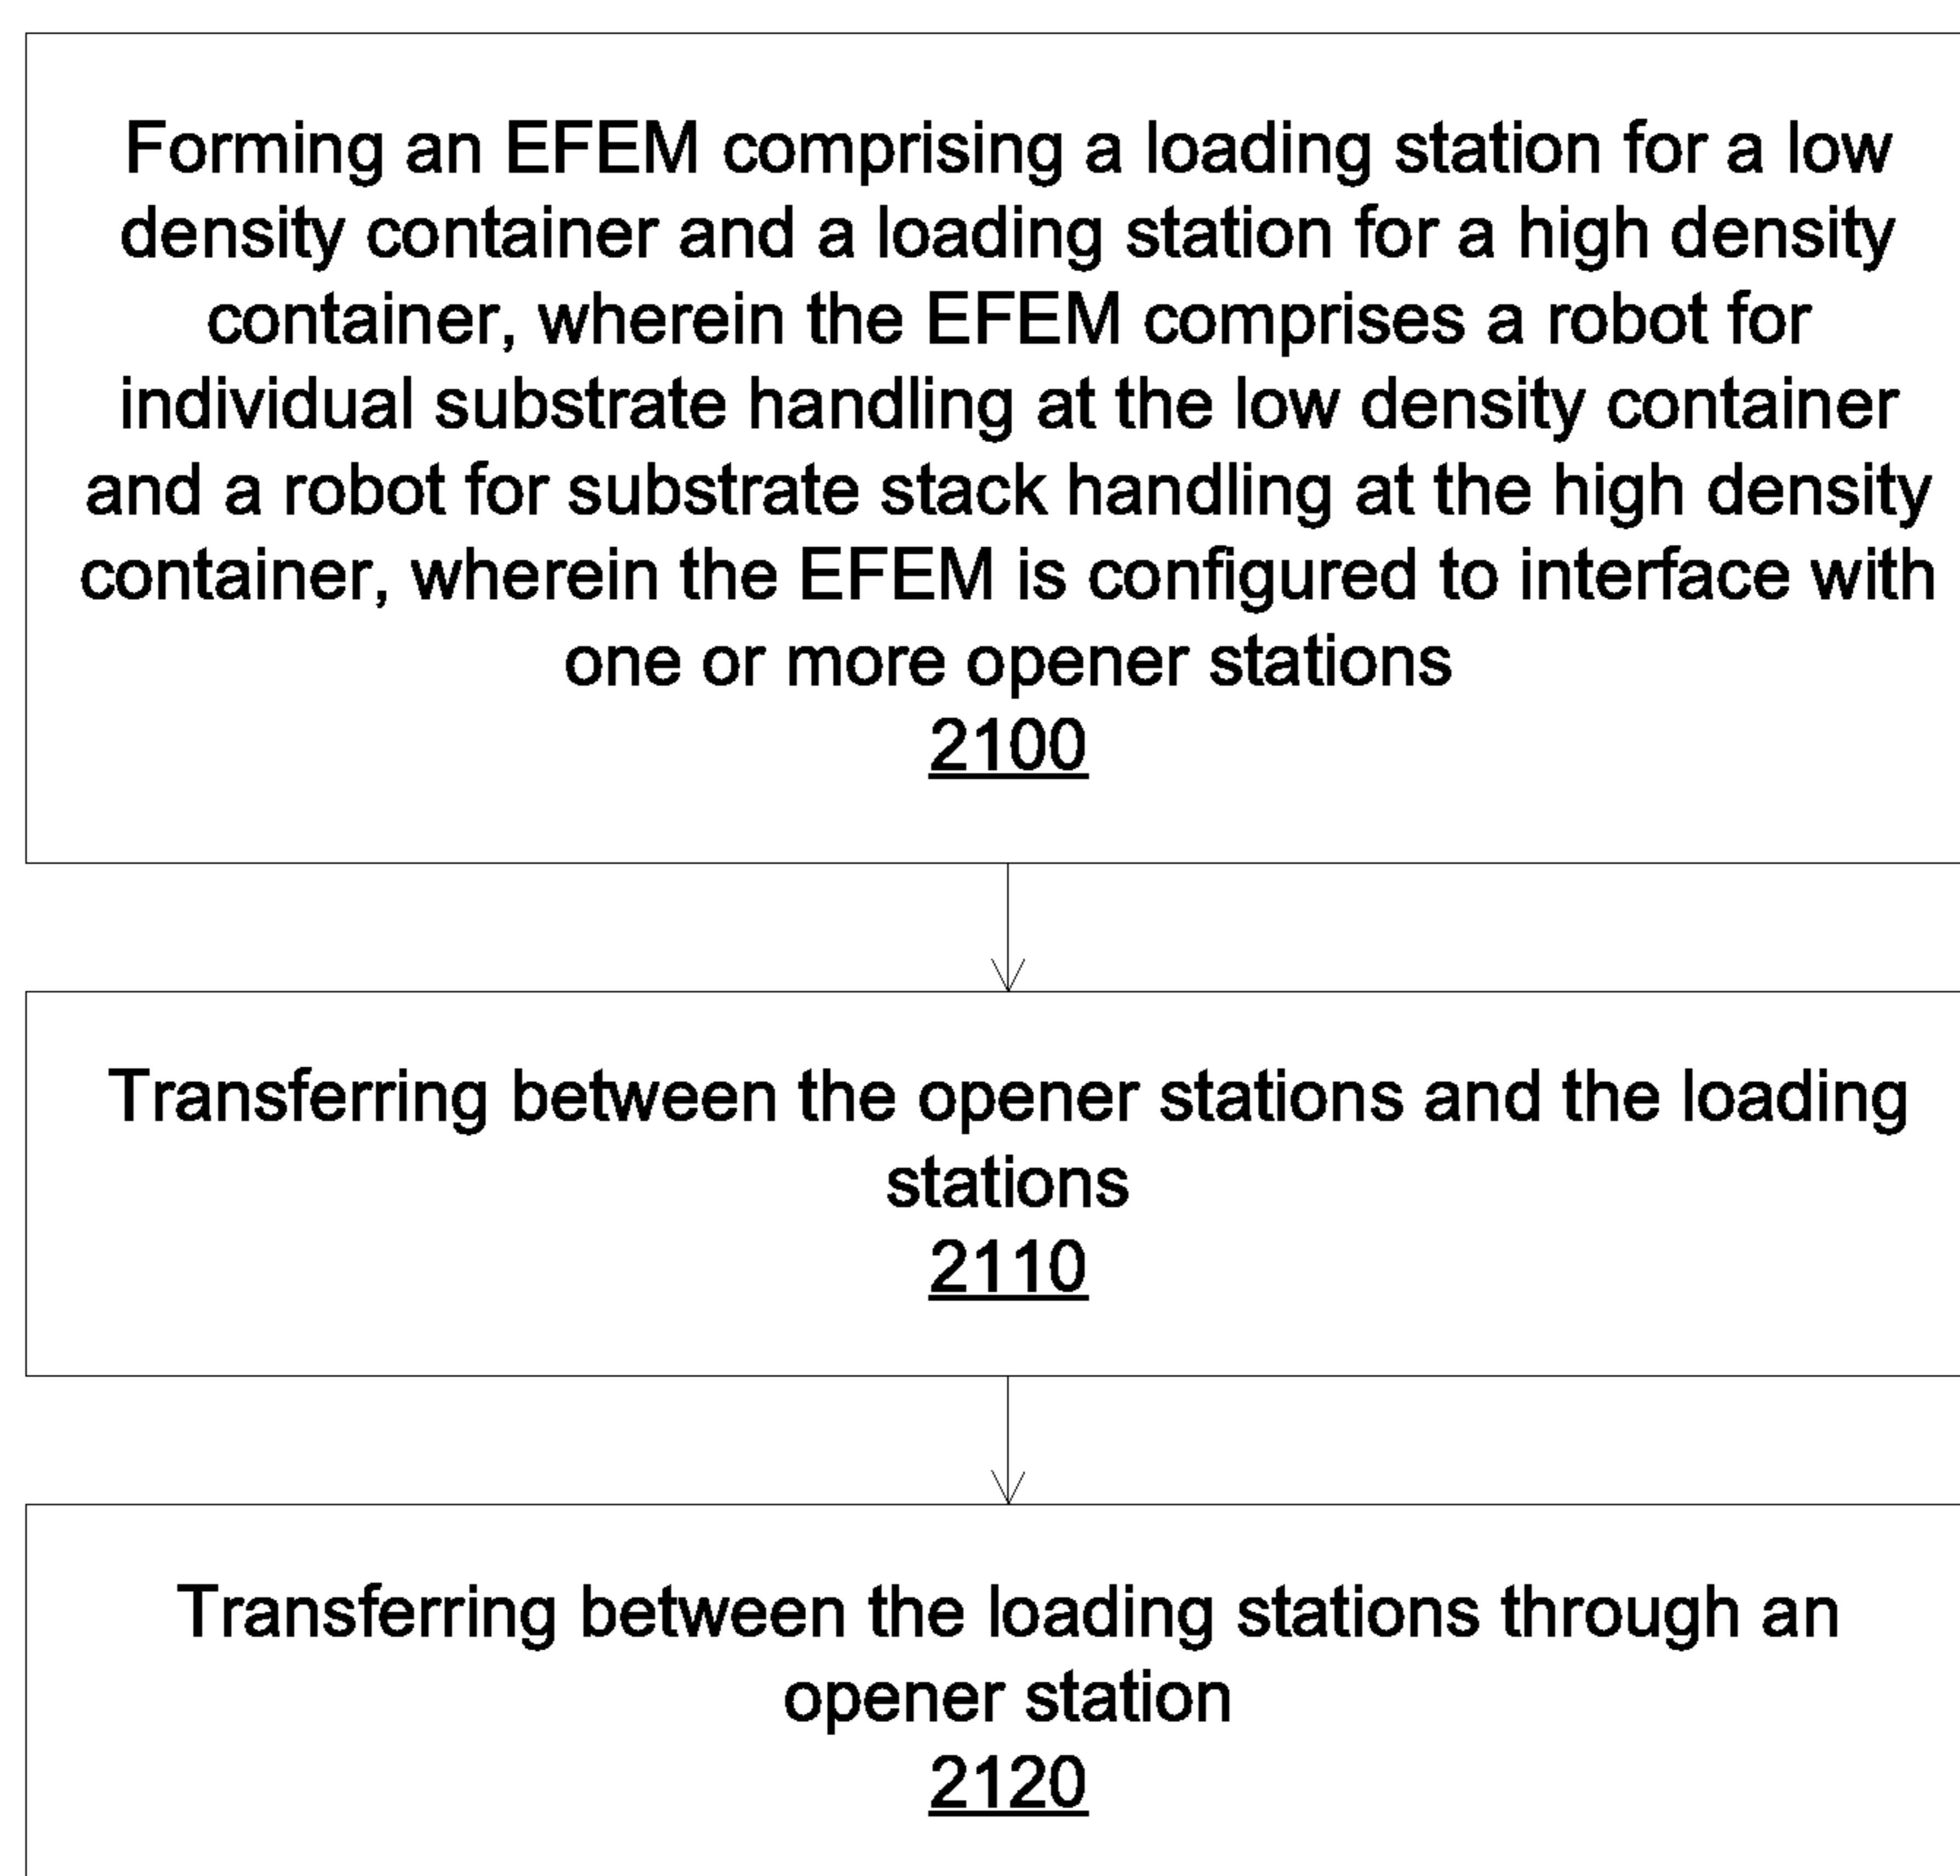 Forming an EFEM comprising a loading station for a low
density container and a loading station for a high density
container, wherein the EFEM comprises a robot for
individual substrate handling at the low density container
and a robot for substrate stack handling at the high density
container, wherein the EFEM is configured to interface with
one or more opener stations
2100
Transferring between the opener stations and the loading
stations
2110
Transferring between the loading stations through an
opener station
2120